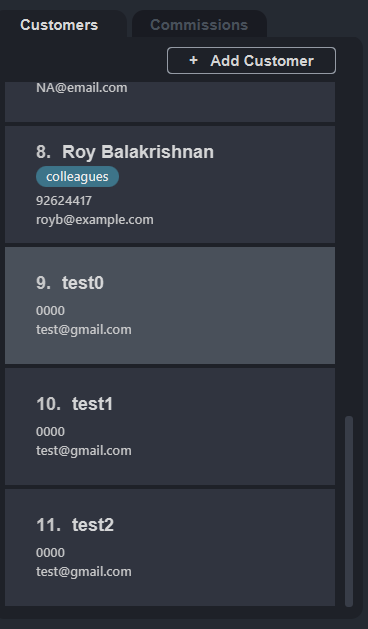 Customers
Commissions
+ Add Customer
NA@email.com
8. Roy Balakrishnan
colleagues
92624417
royb@example.com
9. test0
0000
test@gmail.com
10. test1
0000
test@gmail.com
11. test2
0000
test@gmail.com